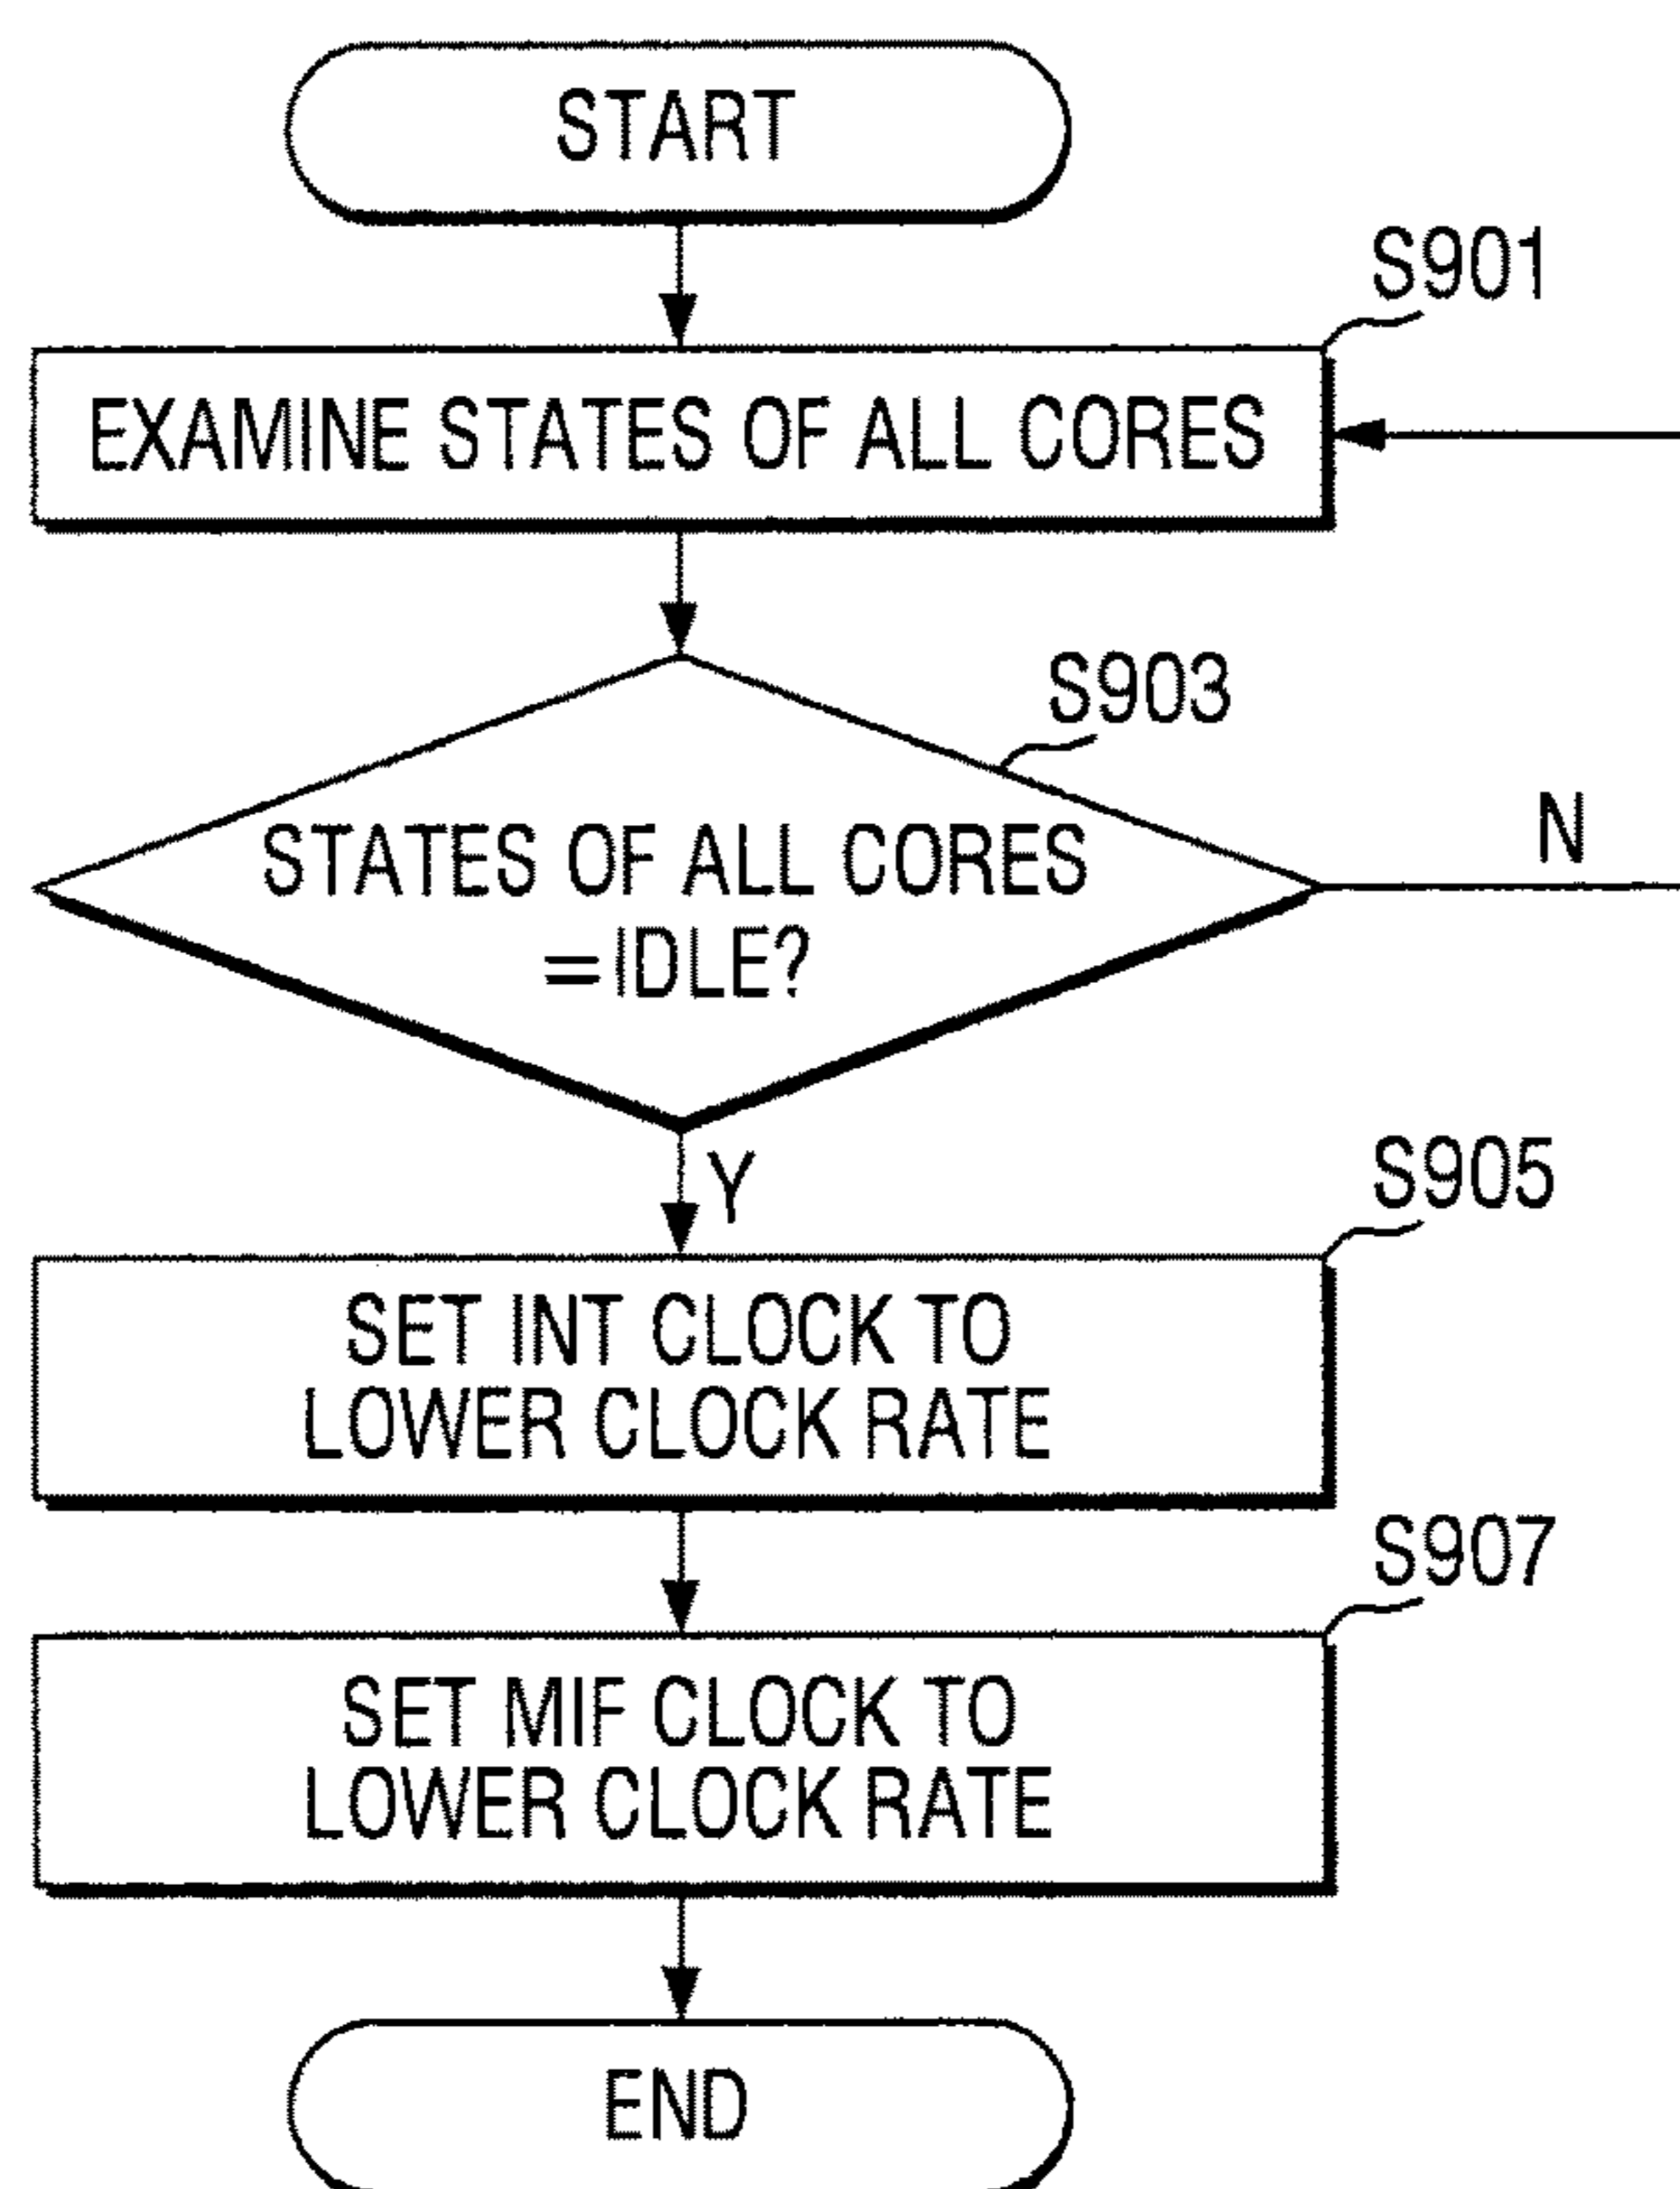 START
S901
EXAMINE STATES OF ALL CORES
S903
STATES OF ALL CORES
=IDLE?
N
Y
S905
SET INT CLOCK TO
LOWER CLOCK RATE
S907
SET MIF CLOCK TO
LOWER CLOCK RATE
END